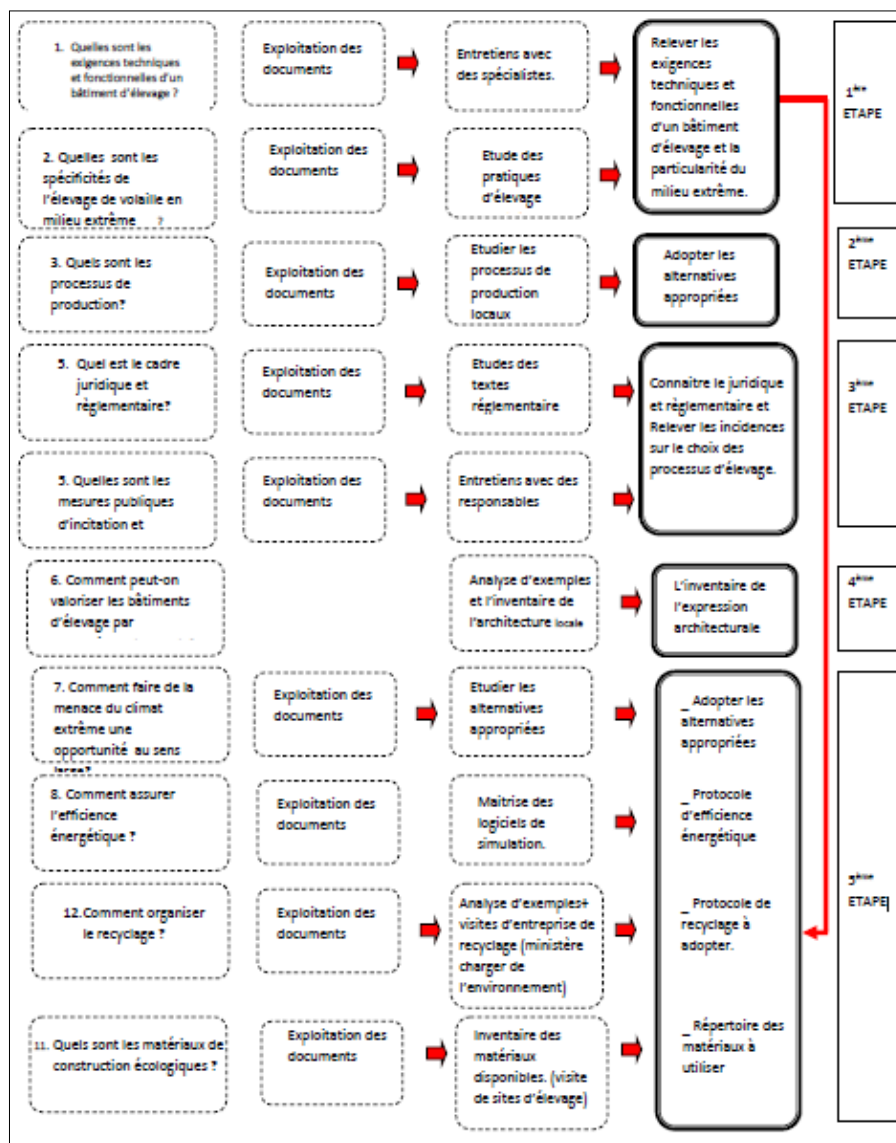 1. Quelles sont les
exigences techniques
et fonctionnelles d'un
bâtiment d'élevage ?
Exploitation des
documents
Entretiens avec
des spécialistes.
Relever les
exigences
techniques et
fonctionnelles
d'un bâtiment
d'élevage et la
particularité du
milieu extrême.
1ère
ETAPE
2. Quelles sont les
spécificités de
l'élevage de volaille en
milieu extrême ?
Exploitation des
documents
Etude des
pratiques
d'élevage
3. Quels sont les
processus de
production?
Exploitation des
documents
Etudier les
processus de
production
locaux
Adopter les
alternatives
appropriées
2ème
ETAPE
5. Quel est le cadre
juridique et
règlementaire?
Exploitation des
documents
Etudes des
textes
réglementaire
Connaitre le juridique
et règlementaire et
Relever les incidences
sur le choix des
processus d'élevage.
3ème
ETAPE
5. Quelles sont les
mesures publiques
d'incitation et
Exploitation des
documents
Entretiens avec des
responsables
6. Comment peut-on
valoriser les bâtiments
d'élevage par
Analyse d'exemples
et l'inventaire de
l'architecture locale
L'inventaire de
l'expression
architecturale
4ème
ETAPE
7. Comment faire de la
menace du climat
extrême une
opportunité au sens
large?
Exploitation des
documents
Etudier les
alternatives
appropriées
_ Adopter les
alternatives
appropriées
8. Comment assurer
l'efficience
énergétique ?
Exploitation des
documents
Maitrise des
logiciels de
simulation.
_ Protocole
d'efficience
énergétique
5ème
ETAPE
12.Comment organiser
le recyclage ?
Exploitation des
documents
Analyse d'exemples+
visites d'entreprise de
recyclage (ministère
charger de
l'environnement)
_ Protocole de
recyclage à
adopter.
11. Quels sont les matériaux de
construction écologiques ?
Exploitation des
documents
Inventaire des
matériaux
disponibles. (visite
de sites d'élevage)
_ Répertoire des
matériaux à
utiliser